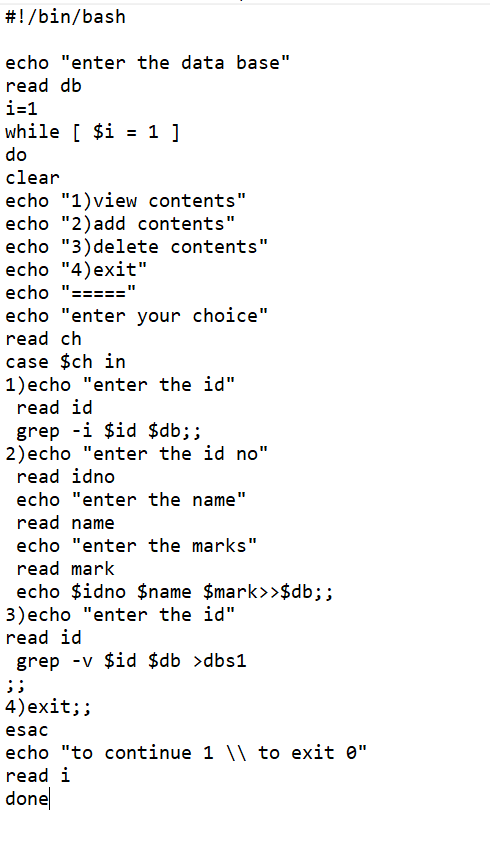 #!/bin/bash

echo "enter the data base"
read db
i=1
while [ $i = 1 ]
do
clear
echo "1)view contents"
echo "2)add contents"
echo "3)delete contents"
echo "4)exit"
echo "====="
echo "enter your choice"
read ch
case $ch in
1)echo "enter the id"
 read id
 grep -i $id $db;;
2)echo "enter the id no"
 read idno
 echo "enter the name"
 read name
 echo "enter the marks"
 read mark
 echo $idno $name $mark>>$db;;
3)echo "enter the id"
read id
 grep -v $id $db >dbs1
;;
4)exit;;
esac
echo "to continue 1 \\ to exit 0"
read i
done